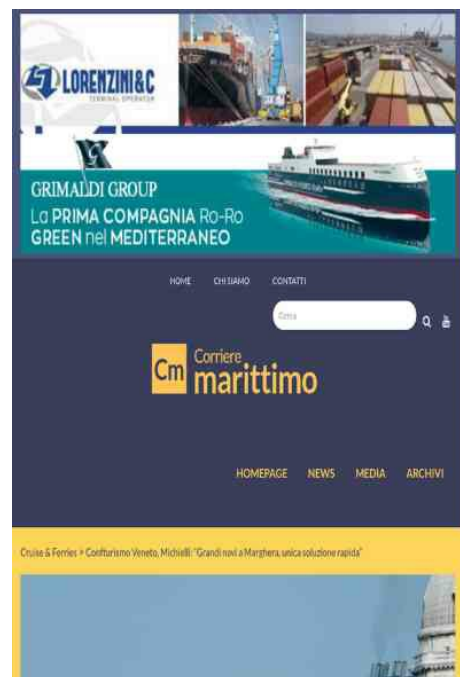 LORENZINI&C
TERMINAL OPERATOR
GRIMALDI GROUP
La PRIMA COMPAGNIA Ro-Ro
GREEN nel MEDITERRANEO
HOME CHI SIAMO CONTATTI
Cerca
Cm Corriere
marittimo
HOMEPAGE NEWS MEDIA ARCHIVI
Cruise & Ferries » Confturismo Veneto, Michielli: "Grandi navi a Marghera, unica soluzione rapida"